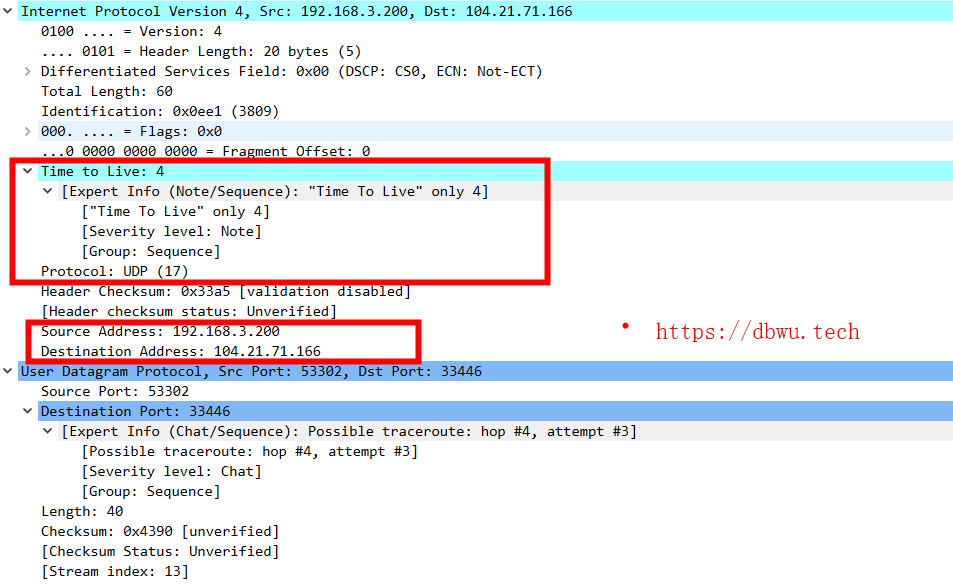 Internet Protocol Version 4, Src: 192.168.3.200, Dst: 104.21.71.166
0100 .... = Version: 4
.... 0101 = Header Length: 20 bytes (5)
Differentiated Services Field: 0x00 (DSCP: CS0, ECN: Not-ECT)
Total Length: 60
Identification: 0x0ee1 (3809)
000. .... = Flags: 0x0
...0 0000 0000 0000 = Fragment Offset: 0
Time to Live: 4
[Expert Info (Note/Sequence): "Time To Live" only 4]
["Time To Live" only 4]
[Severity level: Note]
[Group: Sequence]
Protocol: UDP (17)
Header Checksum: 0x33a5 [validation disabled]
[Header checksum status: Unverified]
Source Address: 192.168.3.200
• https://dbwu.tech
Destination Address: 104.21.71.166
User Datagram Protocol, Src Port: 53302, Dst Port: 33446
Source Port: 53302
Destination Port: 33446
[Expert Info (Chat/Sequence): Possible traceroute: hop #4, attempt #3]
[Possible traceroute: hop #4, attempt #3]
[Severity level: Chat]
[Group: Sequence]
Length: 40
Checksum: 0x4390 [unverified]
[Checksum Status: Unverified]
[Stream index: 13]